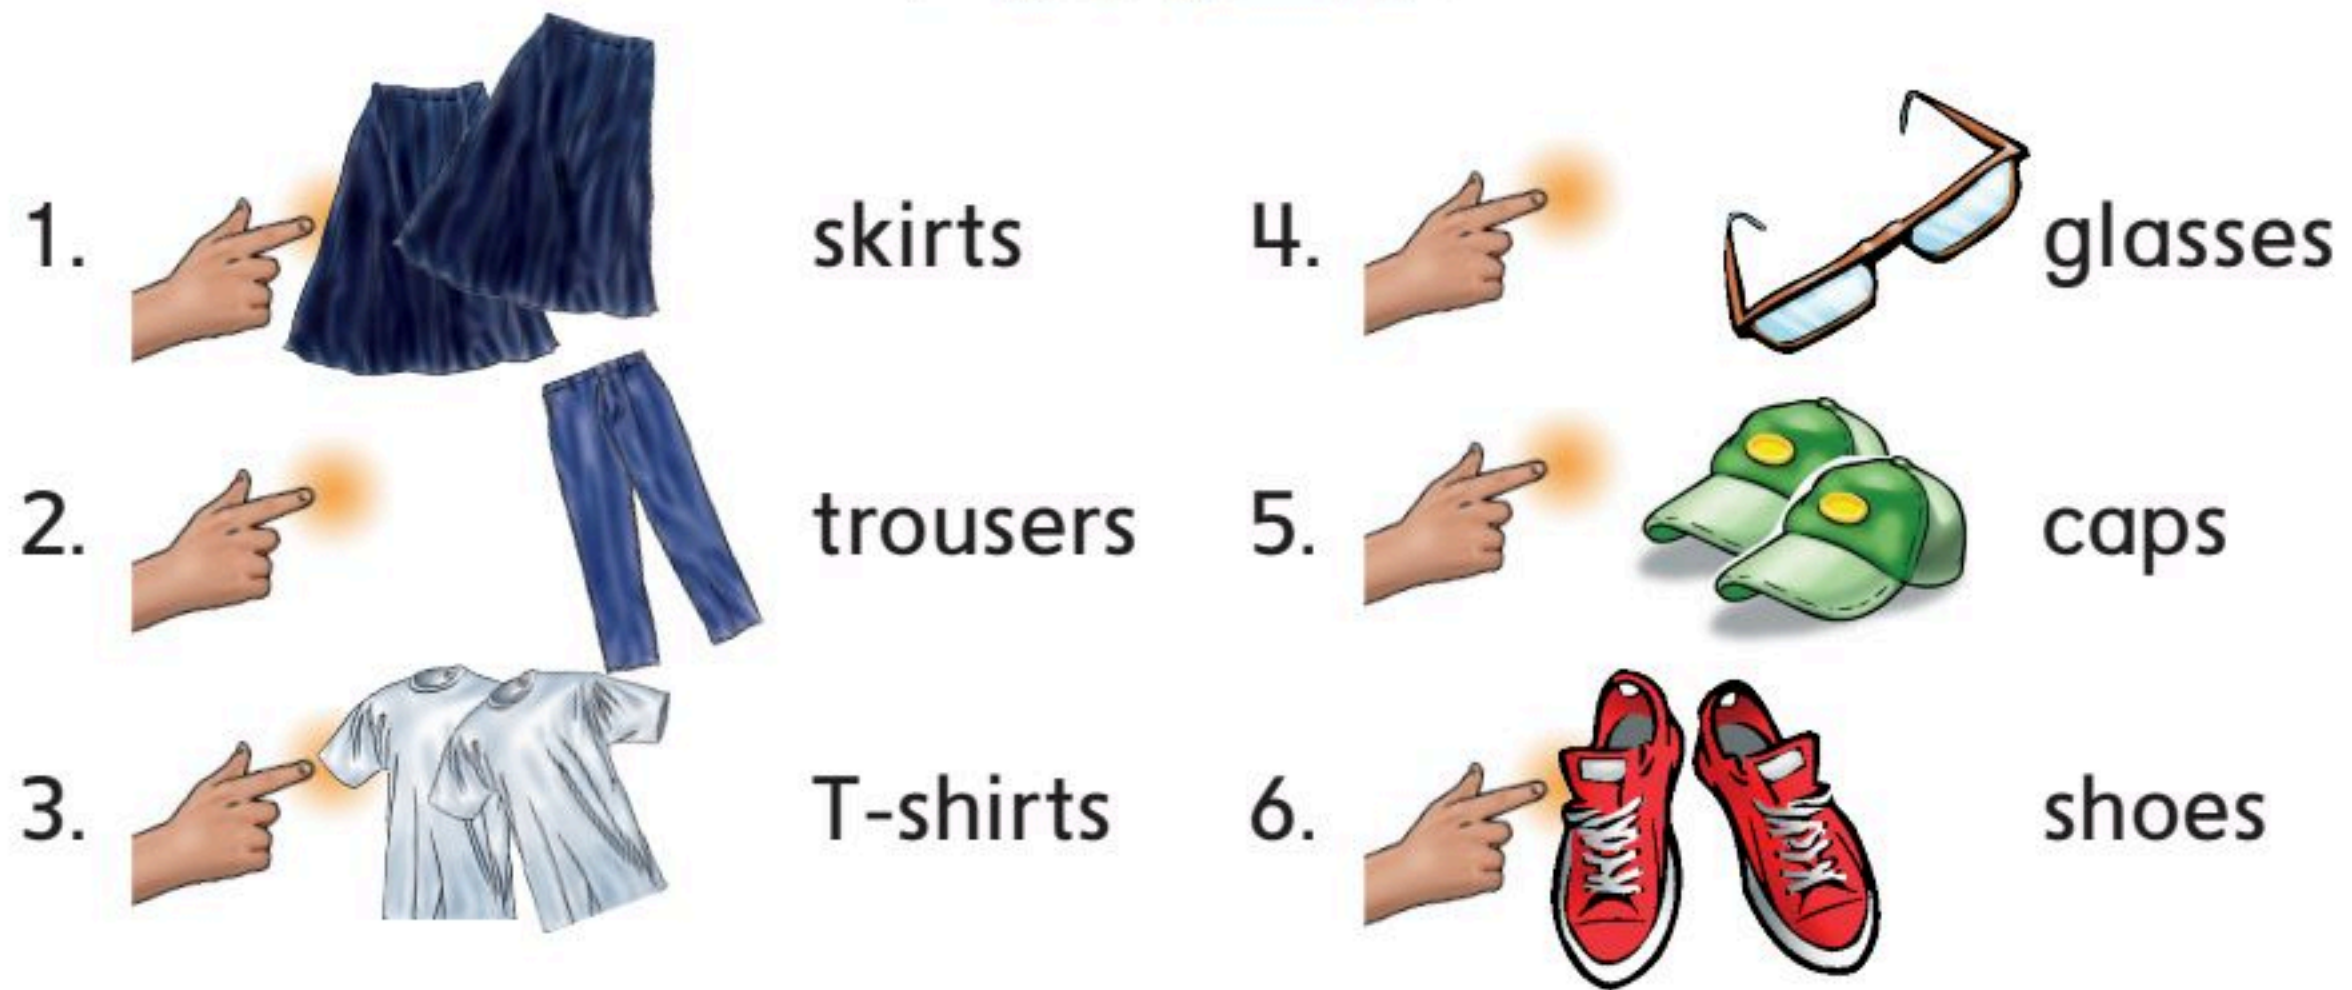 1. skirts
2. trousers
3. T-shirts
4. glasses
5. caps
6. shoes